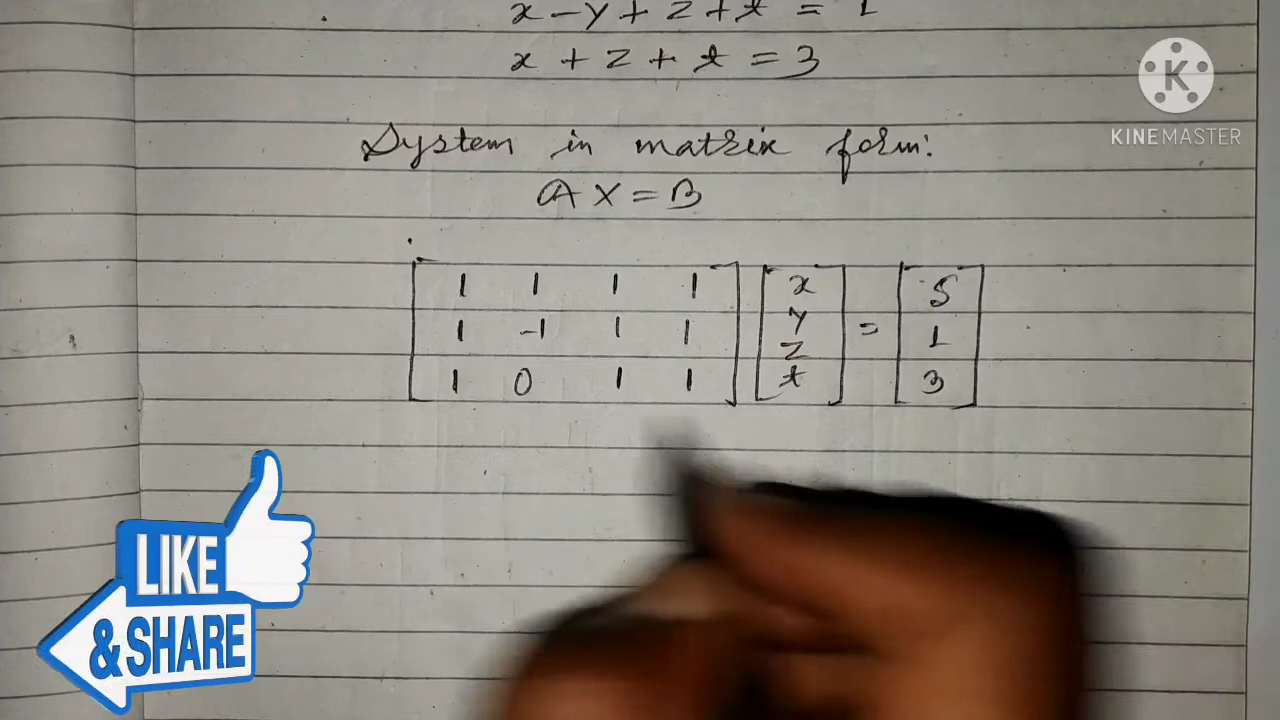 x - y + z + t = 1
x + z + t = 3
KINEMASTER
System in matrix form:
A X = B
1 1 1 1 x 5
1 -1 1 1 y = 1
z
1 0 1 1 t 3
LIKE
& SHARE